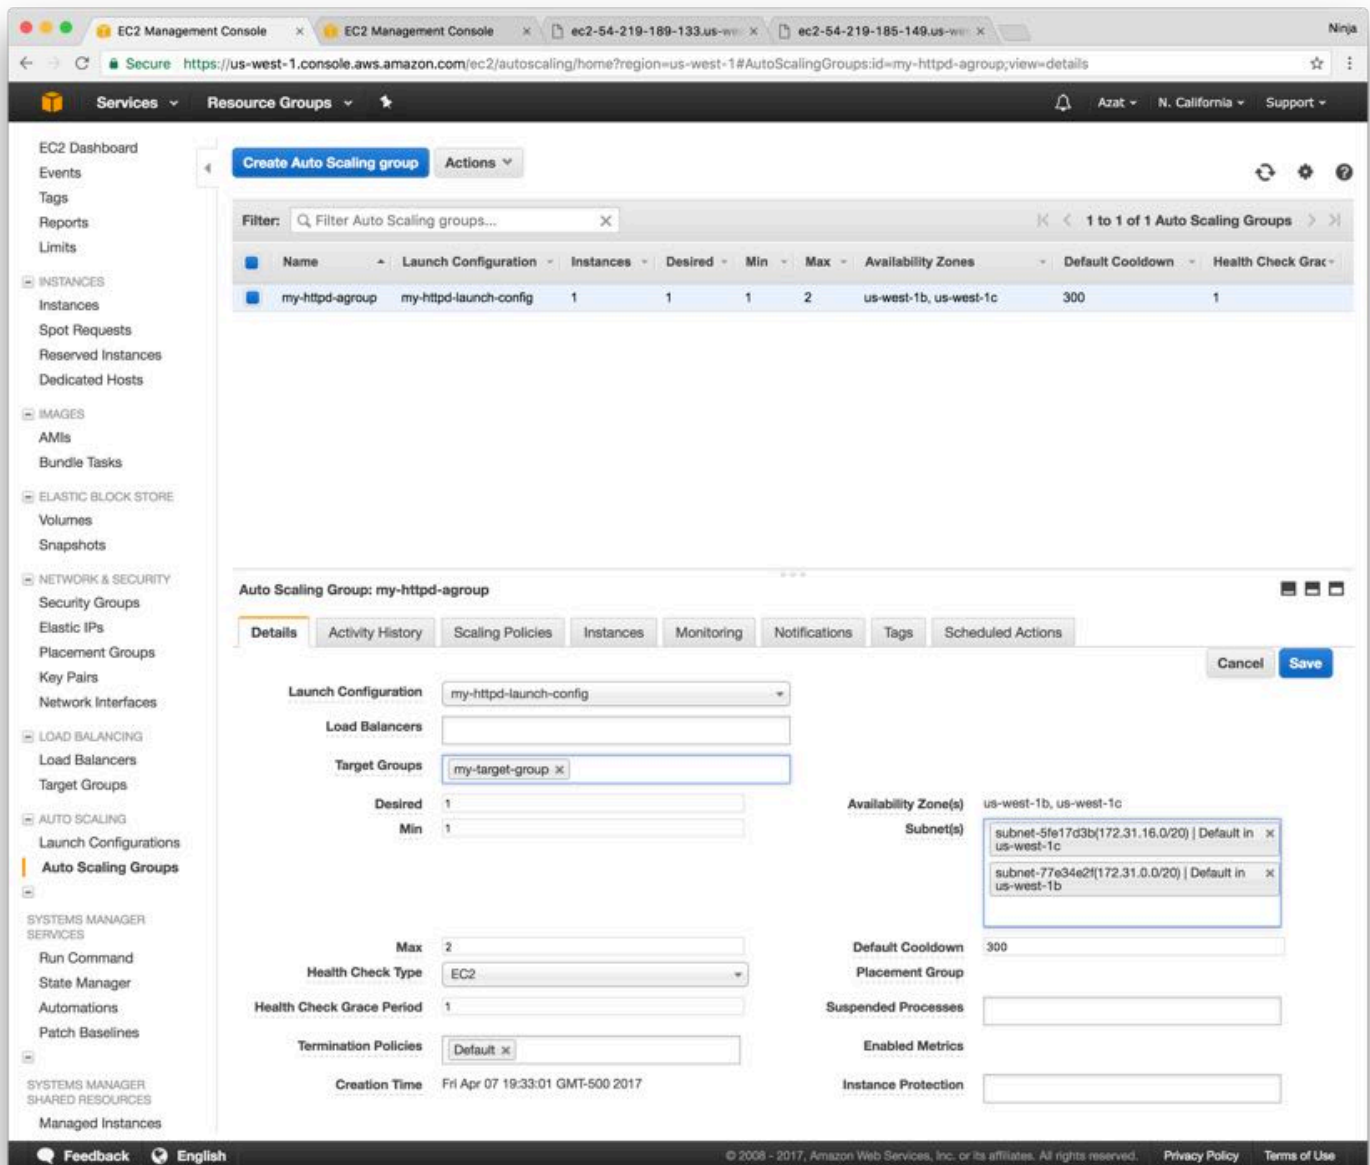 EC2 Management Console × EC2 Management Console × ec2-54-219-189-133.us-we × ec2-54-219-185-149.us-we × Ninja
Secure https://us-west-1.console.aws.amazon.com/ec2/autoscaling/home?region=us-west-1#AutoScalingGroups:id=my-httpd-agroup;view=details
Services Resource Groups Azat N. California Support
EC2 Dashboard
Events
Tags
Reports
Limits
INSTANCES
Instances
Spot Requests
Reserved Instances
Dedicated Hosts
IMAGES
AMIs
Bundle Tasks
ELASTIC BLOCK STORE
Volumes
Snapshots
NETWORK & SECURITY
Security Groups
Elastic IPs
Placement Groups
Key Pairs
Network Interfaces
LOAD BALANCING
Load Balancers
Target Groups
AUTO SCALING
Launch Configurations
Auto Scaling Groups
SYSTEMS MANAGER
SERVICES
Run Command
State Manager
Automations
Patch Baselines
SYSTEMS MANAGER
SHARED RESOURCES
Managed Instances
Create Auto Scaling group Actions
Filter: Filter Auto Scaling groups... × 1 to 1 of 1 Auto Scaling Groups
Name Launch Configuration Instances Desired Min Max Availability Zones Default Cooldown Health Check Grac
my-httpd-agroup my-httpd-launch-config 1 1 1 2 us-west-1b, us-west-1c 300 1
Auto Scaling Group: my-httpd-agroup
Details Activity History Scaling Policies Instances Monitoring Notifications Tags Scheduled Actions
Cancel Save
Launch Configuration my-httpd-launch-config
Load Balancers
Target Groups my-target-group ×
Desired 1 Availability Zone(s) us-west-1b, us-west-1c
Min 1 Subnet(s) subnet-5fe17d3b(172.31.16.0/20) | Default in ×
us-west-1c
subnet-77e34e2f(172.31.0.0/20) | Default in ×
us-west-1b
Max 2 Default Cooldown 300
Health Check Type EC2 Placement Group
Health Check Grace Period 1 Suspended Processes
Termination Policies Default × Enabled Metrics
Creation Time Fri Apr 07 19:33:01 GMT-500 2017 Instance Protection
Feedback English © 2008 - 2017, Amazon Web Services, Inc. or its affiliates. All rights reserved. Privacy Policy Terms of Use